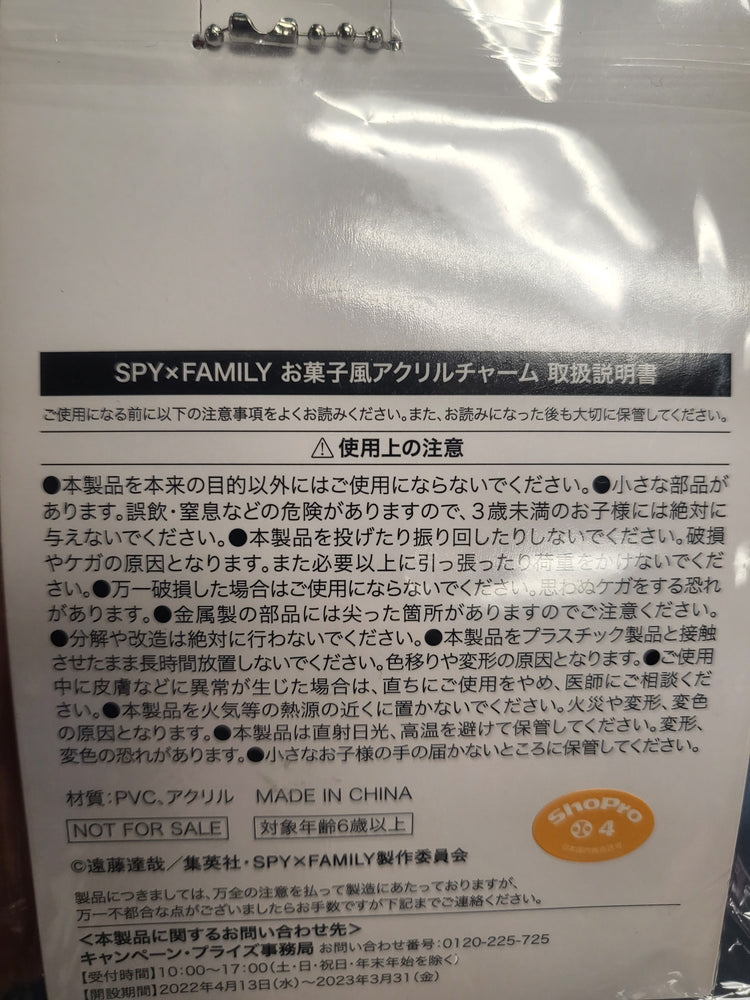 SPY×FAMILY お菓子風アクリルチャーム 取扱説明書
ご使用になる前に以下の注意事項をよくお読みください。また、お読みになった後も大切に保管してください。
⚠使用上の注意
●本製品を本来の目的以外にはご使用にならないでください。●小さな部品が
あります。誤飲・窒息などの危険がありますので、3歳未満のお子様には絶対に
与えないでください。●本製品を投げたり振り回したりしないでください。破損
やケガの原因となります。また必要以上に引っ張ったり荷重をかけないでくだ
さい。●万一破損した場合はご使用にならないでください。思わぬケガをする恐れ
があります。●金属製の部品には尖った箇所がありますのでご注意ください。
●分解や改造は絶対に行わないでください。●本製品をプラスチック製品と接触
させたまま長時間放置しないでください。色移りや変形の原因となります。●ご使用
中に皮膚などに異常が生じた場合は、直ちにご使用をやめ、医師にご相談くだ
さい。●本製品を火気等の熱源の近くに置かないでください。火災や変形、変色
の原因となります。●本製品は直射日光、高温を避けて保管してください。変形、
変色の恐れがあります。●小さなお子様の手の届かないところに保管してください。
材質:PVC、アクリル MADE IN CHINA
NOT FOR SALE 対象年齢6歳以上
ShoPro
4
日本国内販売許可
©遠藤達哉/集英社・SPY×FAMILY製作委員会
製品につきましては、万全の注意を払って製造にあたっておりますが、
万一不都合な点がございましたらお手数ですが下記までご連絡ください。
<本製品に関するお問い合わせ先>
キャンペーン・プライズ事務局 お問い合わせ番号:0120-225-725
【受付時間】10:00～17:00(土・日・祝日・年末年始を除く)
【開設期間】2022年4月13日(水)～2023年3月31(金)